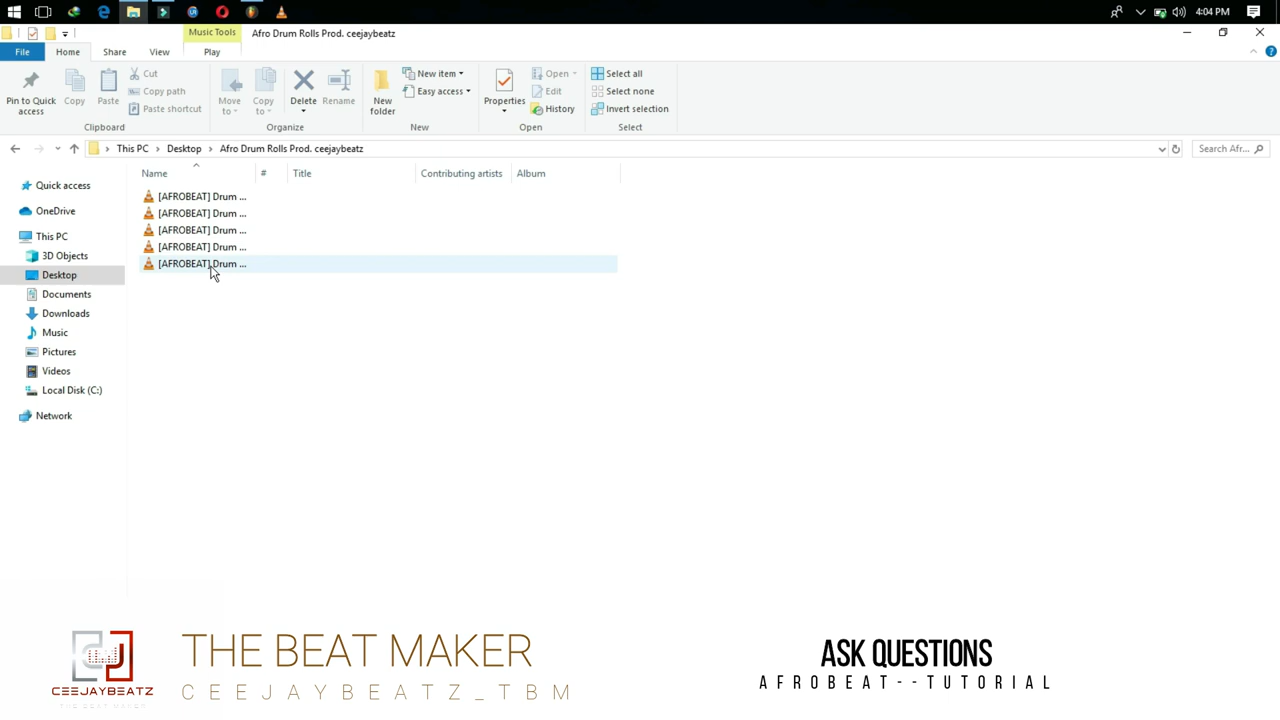 4:04 PM
Music Tools
Afro Drum Rolls Prod. ceejaybeatz
File
Home
Share
View
Play
Pin to Quick access
Copy
Paste
Cut
Copy path
Paste shortcut
Clipboard
Move to
Copy to
Delete
Rename
Organize
New folder
New item
Easy access
New
Properties
Open
Edit
History
Open
Select all
Select none
Invert selection
Select
This PC > Desktop > Afro Drum Rolls Prod. ceejaybeatz
Search Afr...
Name
#
Title
Contributing artists
Album
[AFROBEAT] Drum ...
[AFROBEAT] Drum ...
[AFROBEAT] Drum ...
[AFROBEAT] Drum ...
[AFROBEAT] Drum ...
Quick access
OneDrive
This PC
3D Objects
Desktop
Documents
Downloads
Music
Pictures
Videos
Local Disk (C:)
Network
CEEJAYBEATZ
THE BEAT MAKER
THE BEAT MAKER
CEEJAYBEATZ_TBM
ASK QUESTIONS
AFROBEAT--TUTORIAL